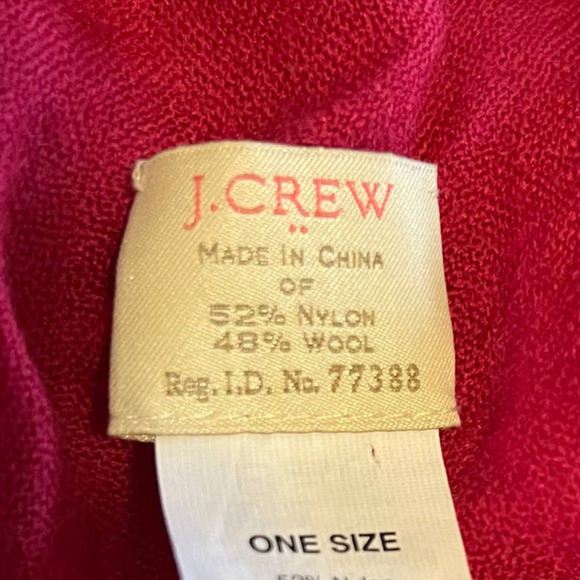 J.CREW
MADE IN CHINA
OF
52% NYLON
48% WOOL
Reg. I.D. No. 77388
ONE SIZE